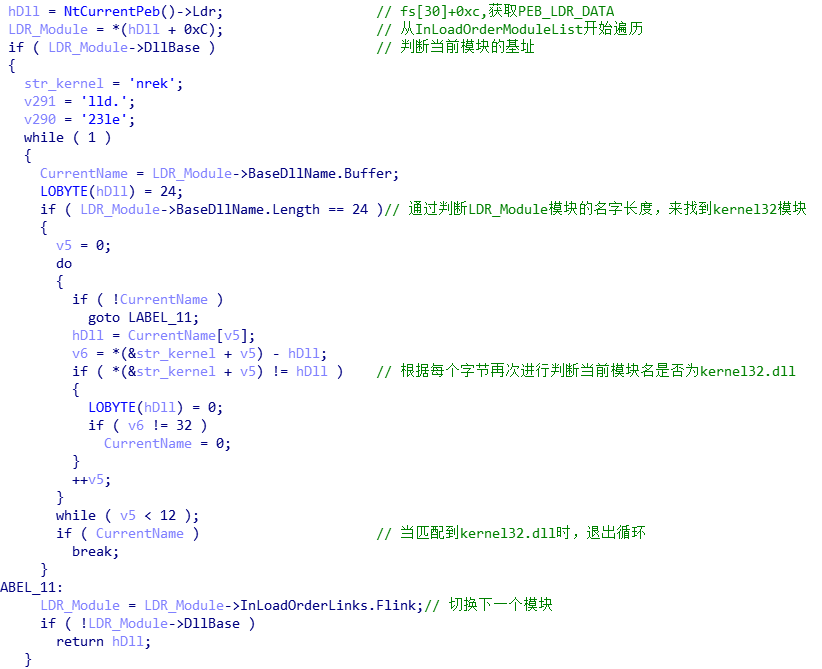 hDll = NtCurrentPeb()->Ldr; // fs[30]+0xc,获取PEB_LDR_DATA
LDR_Module = *(hDll + 0xC); // 从InLoadOrderModuleList开始遍历
if ( LDR_Module->DllBase ) // 判断当前模块的基址
{
str_kernel = 'nrek';
v291 = 'lld.';
v290 = '23le';
while ( 1 )
{
CurrentName = LDR_Module->BaseDllName.Buffer;
LOBYTE(hDll) = 24;
if ( LDR_Module->BaseDllName.Length == 24 )// 通过判断LDR_Module模块的名字长度，来找到kernel32模块
{
v5 = 0;
do
{
if ( !CurrentName )
goto LABEL_11;
hDll = CurrentName[v5];
v6 = *(&str_kernel + v5) - hDll;
if ( *(&str_kernel + v5) != hDll ) // 根据每个字节再次进行判断当前模块名是否为kernel32.dll
{
LOBYTE(hDll) = 0;
if ( v6 != 32 )
CurrentName = 0;
}
++v5;
}
while ( v5 < 12 );
if ( CurrentName ) // 当匹配到kernel32.dll时，退出循环
break;
}
ABEL_11:
LDR_Module = LDR_Module->InLoadOrderLinks.Flink;// 切换下一个模块
if ( !LDR_Module->DllBase )
return hDll;
}